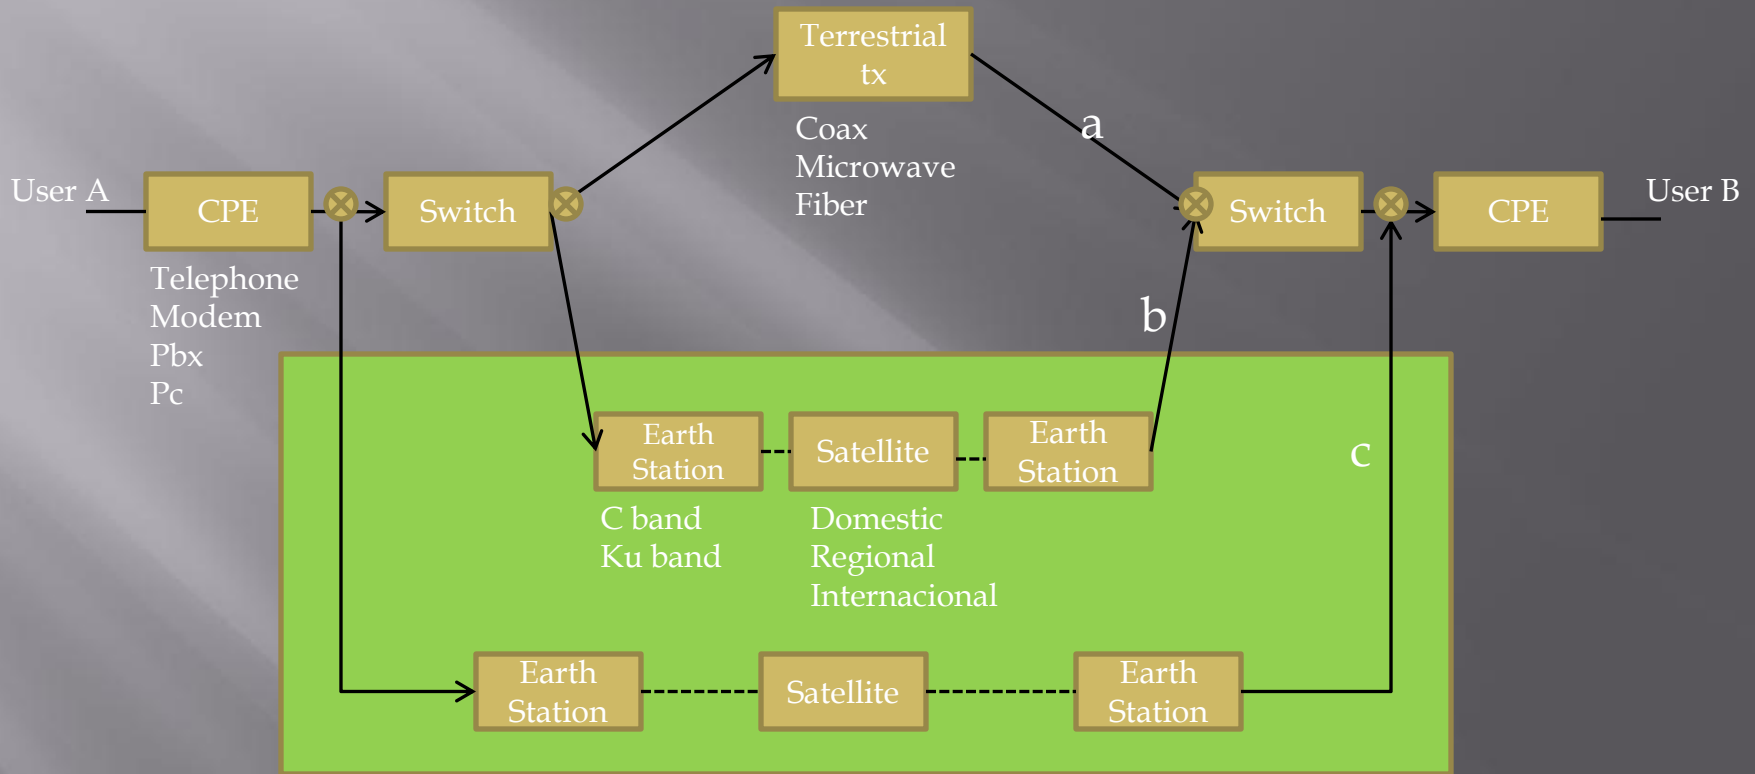 Terrestrial
tx
Coax
Microwave
Fiber
a
User A
CPE
Switch
Switch
CPE
User B
Telephone
Modem
Pbx
Pc
b
Earth
Station
Satellite
Earth
Station
c
C band
Ku band
Domestic
Regional
Internacional
Earth
Station
Satellite
Earth
Station